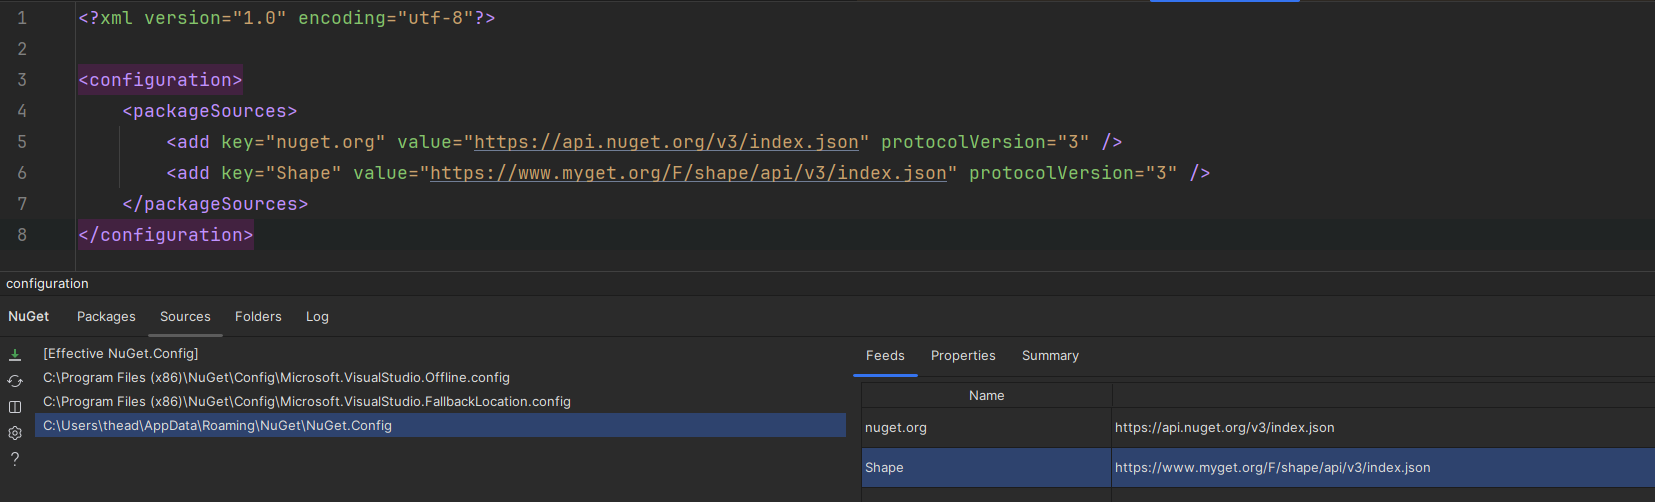 1 <?xml version="1.0" encoding="utf-8"?>
2
3 <configuration>
4 <packageSources>
5 <add key="nuget.org" value="https://api.nuget.org/v3/index.json" protocolVersion="3" />
6 <add key="Shape" value="https://www.myget.org/F/shape/api/v3/index.json" protocolVersion="3" />
7 </packageSources>
8 </configuration>
configuration
NuGet Packages Sources Folders Log
[Effective NuGet.Config]
C:\Program Files (x86)\NuGet\Config\Microsoft.VisualStudio.Offline.config
C:\Program Files (x86)\NuGet\Config\Microsoft.VisualStudio.FallbackLocation.config
C:\Users\thead\AppData\Roaming\NuGet\NuGet.Config
Feeds Properties Summary
Name
nuget.org https://api.nuget.org/v3/index.json
Shape https://www.myget.org/F/shape/api/v3/index.json